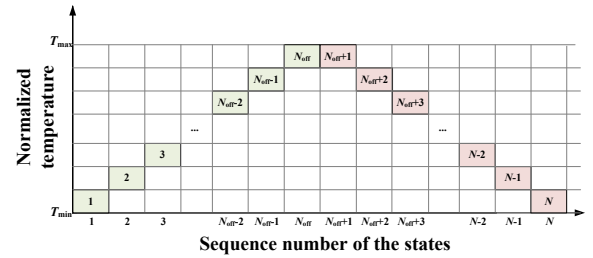 Normalized
temperature
T_max
T_min
N_off N_off+1
N_off-1 N_off+2
N_off-2 N_off+3
... ...
3 N-2
2 N-1
1 N
1 2 3 N_off-2 N_off-1 N_off N_off+1 N_off+2 N_off+3 N-2 N-1 N
Sequence number of the states